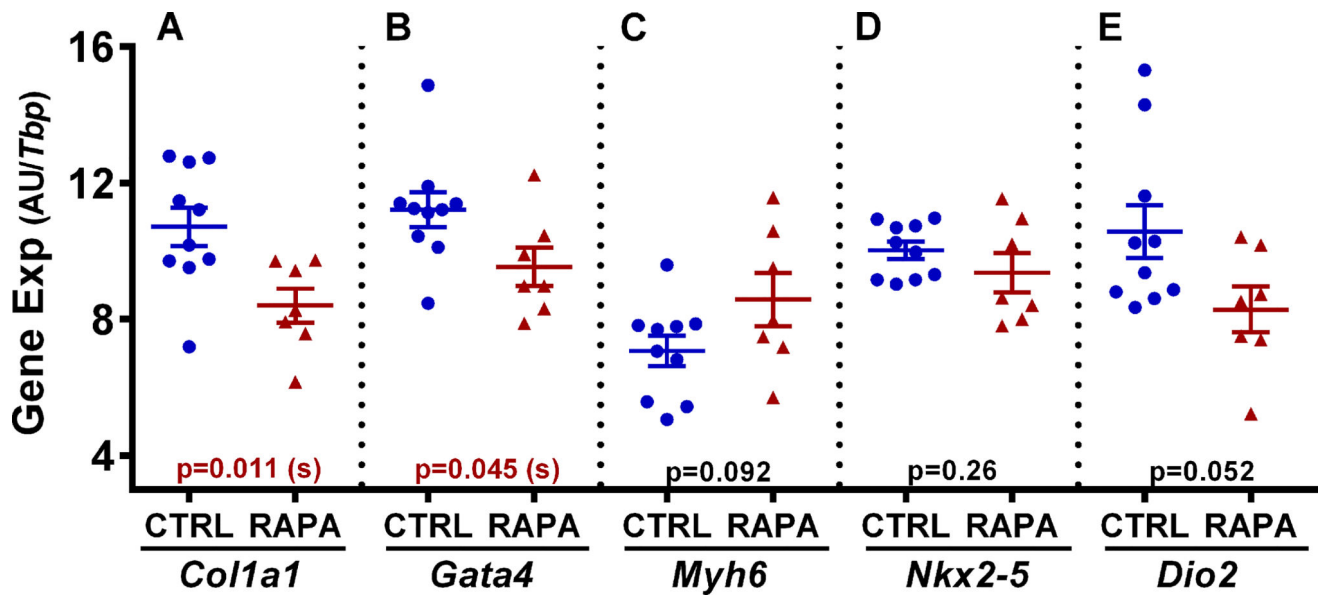 A B C D E
Gene Exp (AU/Tbp)
16
12
8
4
p=0.011 (s) p=0.045 (s) p=0.092 p=0.26 p=0.052
CTRL RAPA CTRL RAPA CTRL RAPA CTRL RAPA CTRL RAPA
Col1a1 Gata4 Myh6 Nkx2-5 Dio2